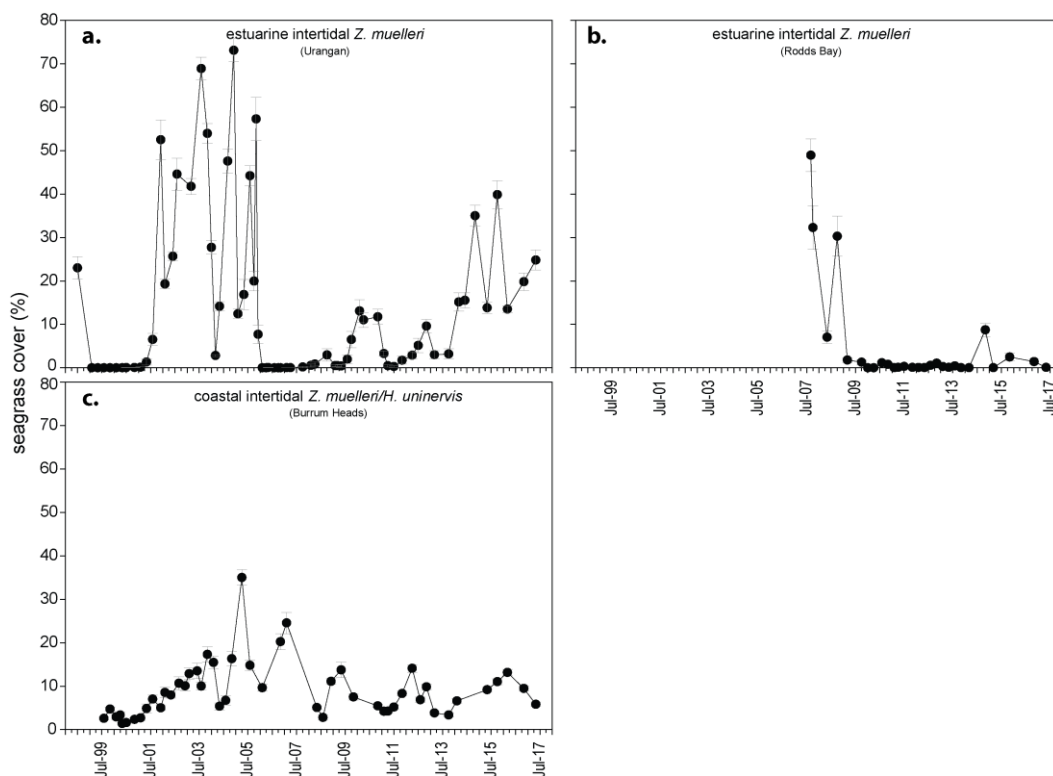 seagrass cover (%)
a.
estuarine intertidal Z. muelleri
(Urangan)
80
70
60
50
40
30
20
10
0
b.
estuarine intertidal Z. muelleri
(Rodds Bay)
Jul-99
Jul-01
Jul-03
Jul-05
Jul-07
Jul-09
Jul-11
Jul-13
Jul-15
Jul-17
c.
coastal intertidal Z. muelleri/H. uninervis
(Burrum Heads)
80
70
60
50
40
30
20
10
0
Jul-99
Jul-01
Jul-03
Jul-05
Jul-07
Jul-09
Jul-11
Jul-13
Jul-15
Jul-17